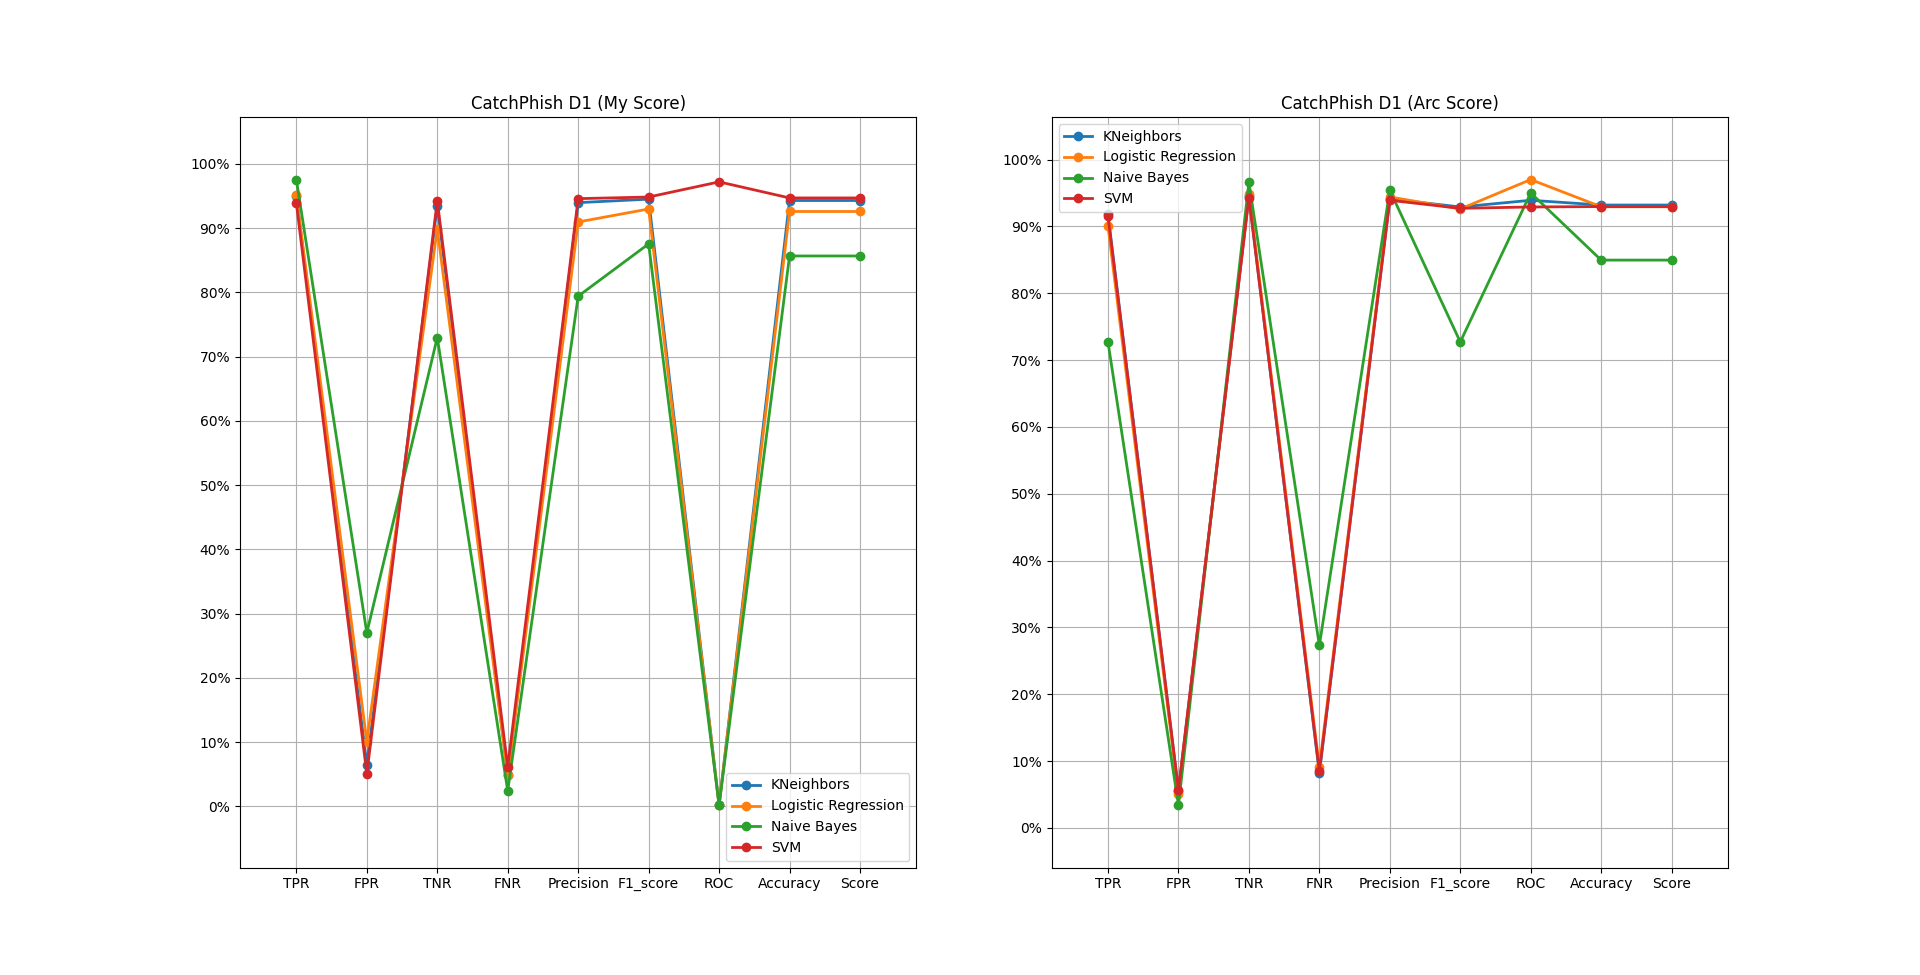 CatchPhish D1 (My Score)
100%
90%
80%
70%
60%
50%
40%
30%
20%
10%
0%
KNeighbors
Logistic Regression
Naive Bayes
SVM
TPR FPR TNR FNR Precision F1_score ROC Accuracy Score
CatchPhish D1 (Arc Score)
KNeighbors
Logistic Regression
Naive Bayes
SVM
100%
90%
80%
70%
60%
50%
40%
30%
20%
10%
0%
TPR FPR TNR FNR Precision F1_score ROC Accuracy Score